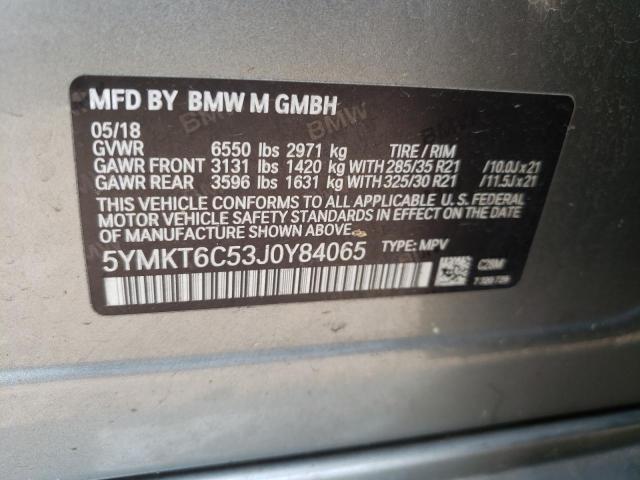 MFD BY BMW M GMBH
05/18
GVWR 6550 lbs 2971 kg TIRE / RIM
GAWR FRONT 3131 lbs 1420 kg WITH 285/35 R21 /10.0Jx21
GAWR REAR 3596 lbs 1631 kg WITH 325/30 R21 /11.5Jx21
THIS VEHICLE CONFORMS TO ALL APPLICABLE U. S. FEDERAL
MOTOR VEHICLE SAFETY STANDARDS IN EFFECT ON THE DATE
OF MANUFACTURE SHOWN ABOVE.
5YMKT6C53J0Y84065 TYPE: MPV
C2SM